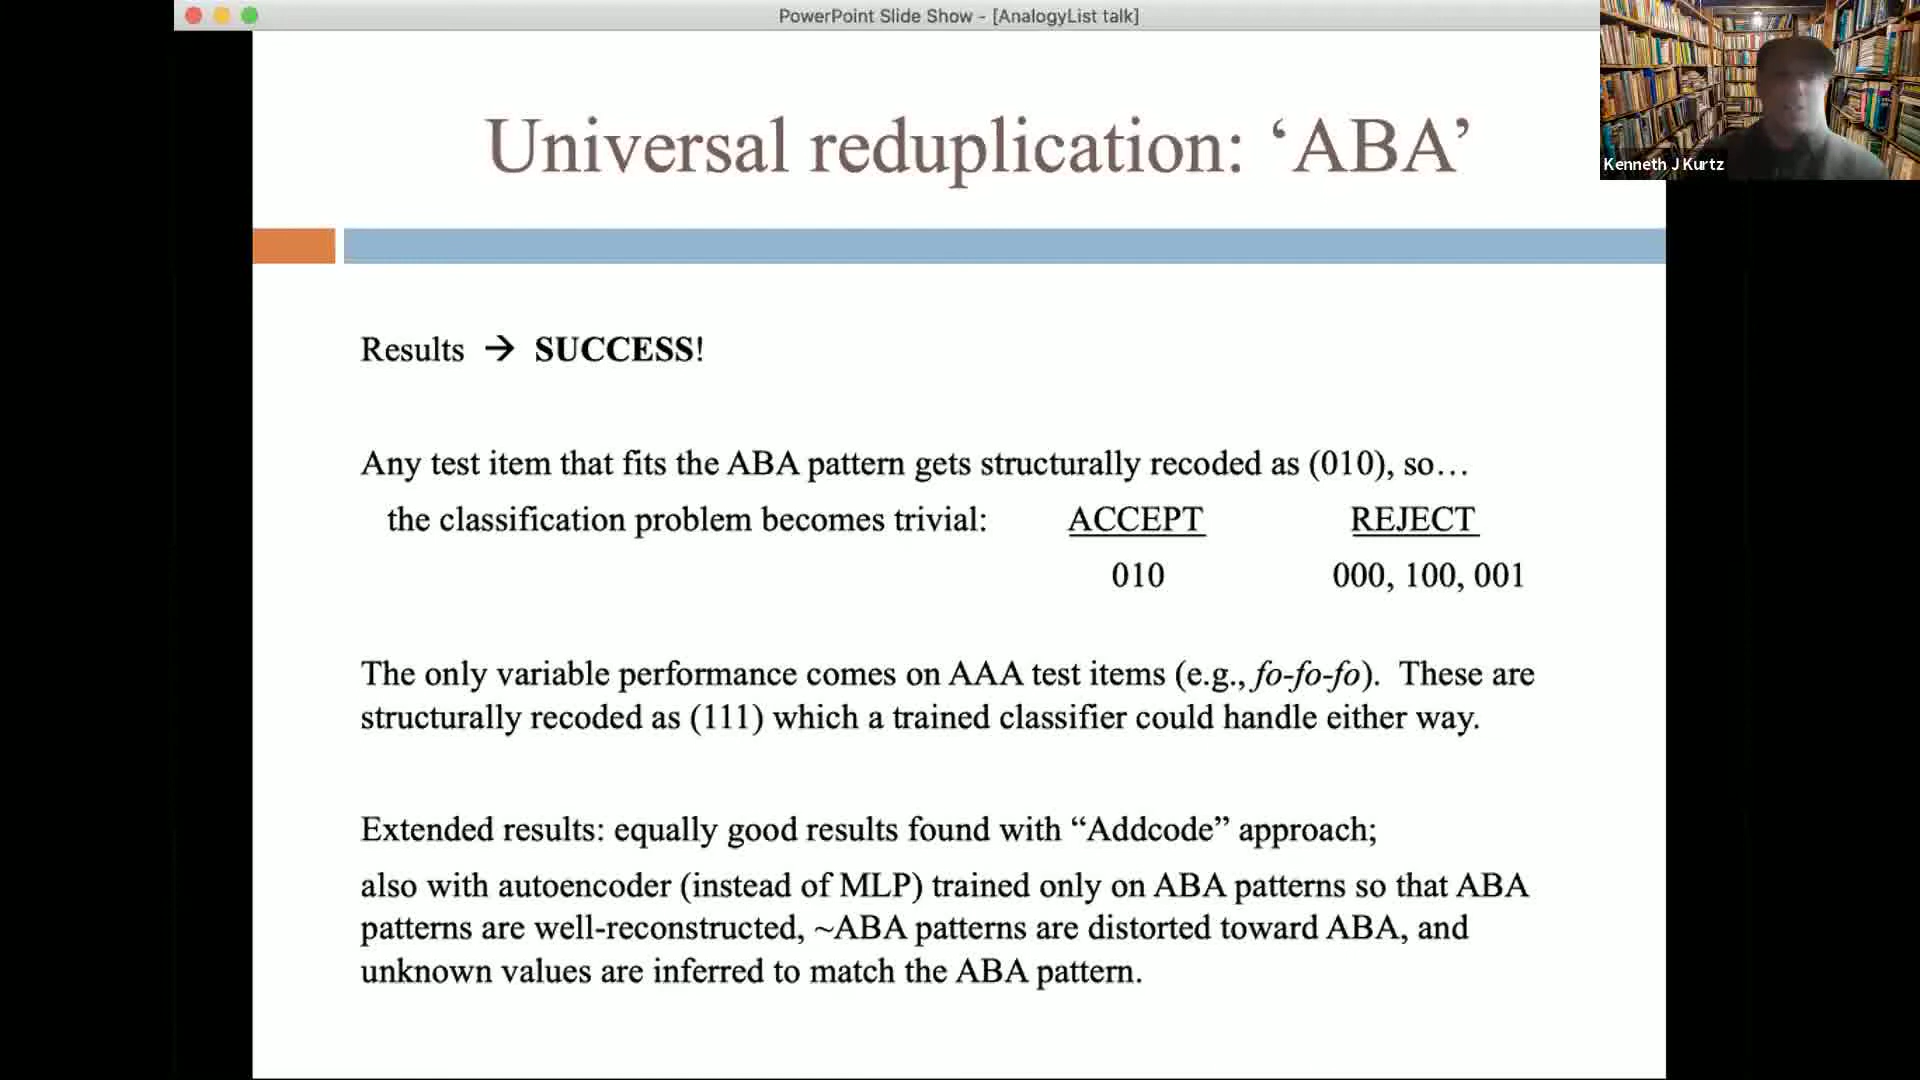 PowerPoint Slide Show - [AnalogyList talk]
Kenneth J Kurtz
Universal reduplication: ‘ABA’
Results → SUCCESS!
Any test item that fits the ABA pattern gets structurally recoded as (010), so…
the classification problem becomes trivial: ACCEPT REJECT
010 000, 100, 001
The only variable performance comes on AAA test items (e.g., fo-fo-fo). These are
structurally recoded as (111) which a trained classifier could handle either way.
Extended results: equally good results found with “Addcode” approach;
also with autoencoder (instead of MLP) trained only on ABA patterns so that ABA
patterns are well-reconstructed, ~ABA patterns are distorted toward ABA, and
unknown values are inferred to match the ABA pattern.